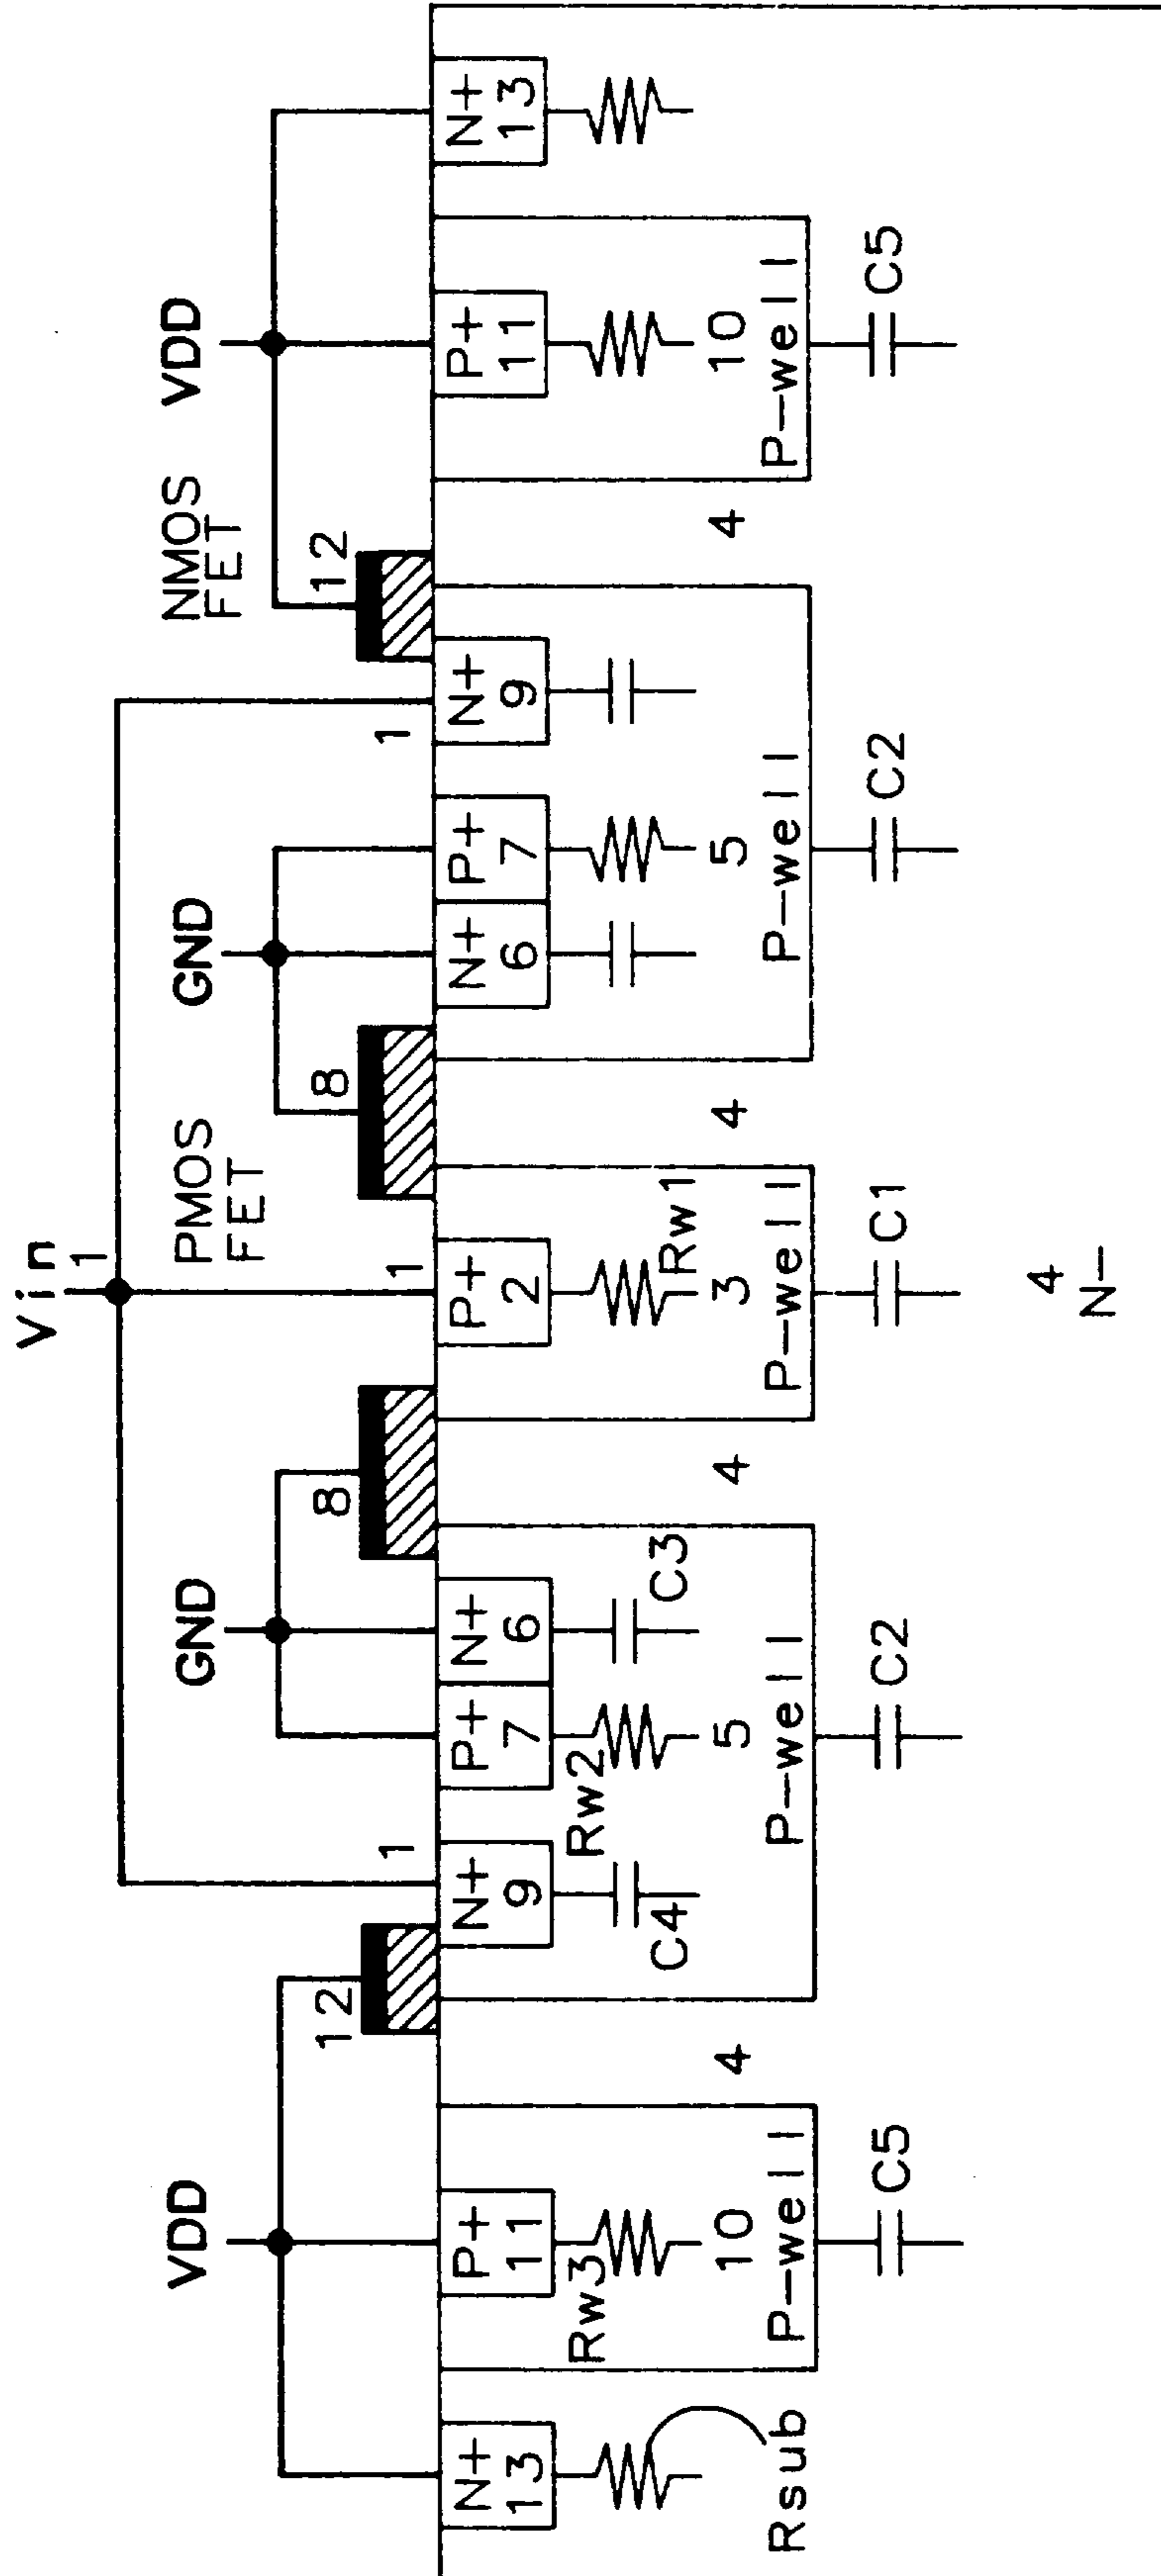 Vin
1
VDD
GND
PMOS
FET
GND
NMOS
FET
VDD
12
8
8
12
1
1
1
N+
13
P+
11
N+
9
P+
7
N+
6
P+
2
N+
6
P+
7
N+
9
P+
11
N+
13
Rw3
Rw2
C4
C3
Rw1
10
4
5
4
3
4
5
4
10
Rsub
P-well
P-well
P-well
P-well
P-well
C5
C2
C1
C2
C5
4
N-